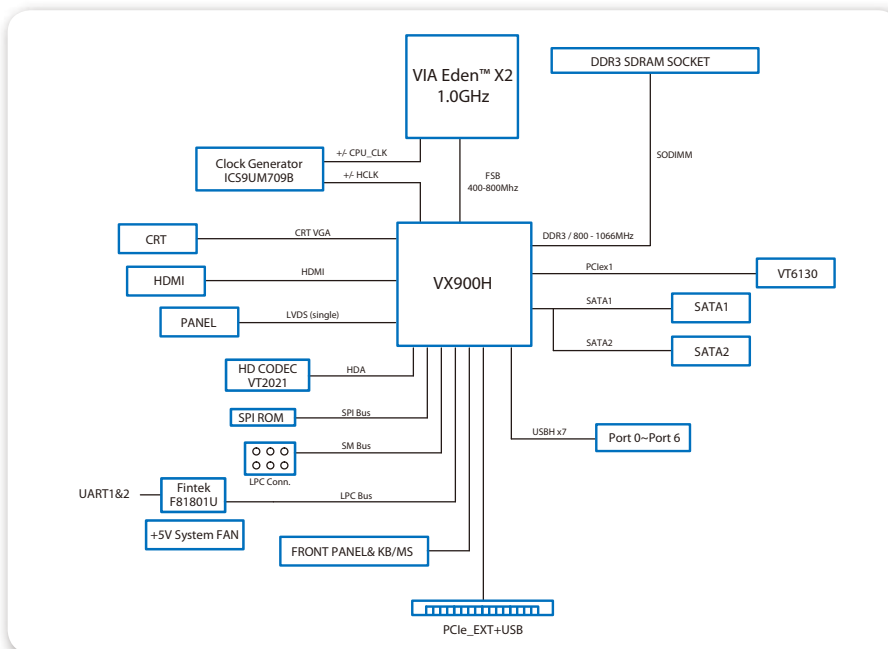 VIA Eden™ X2
1.0GHz
DDR3 SDRAM SOCKET
+/- CPU_CLK
Clock Generator
ICS9UM709B
+/- HCLK
FSB
400-800Mhz
SODIMM
CRT
CRT VGA
DDR3 / 800 - 1066MHz
HDMI
HDMI
VX900H
PCIex1
VT6130
PANEL
LVDS (single)
SATA1
SATA1
SATA2
SATA2
HD CODEC
VT2021
HDA
SPI ROM
SPI Bus
SM Bus
LPC Conn.
USBH x7
Port 0~Port 6
UART1&2
Fintek
F81801U
LPC Bus
+5V System FAN
FRONT PANEL& KB/MS
PCIe_EXT+USB